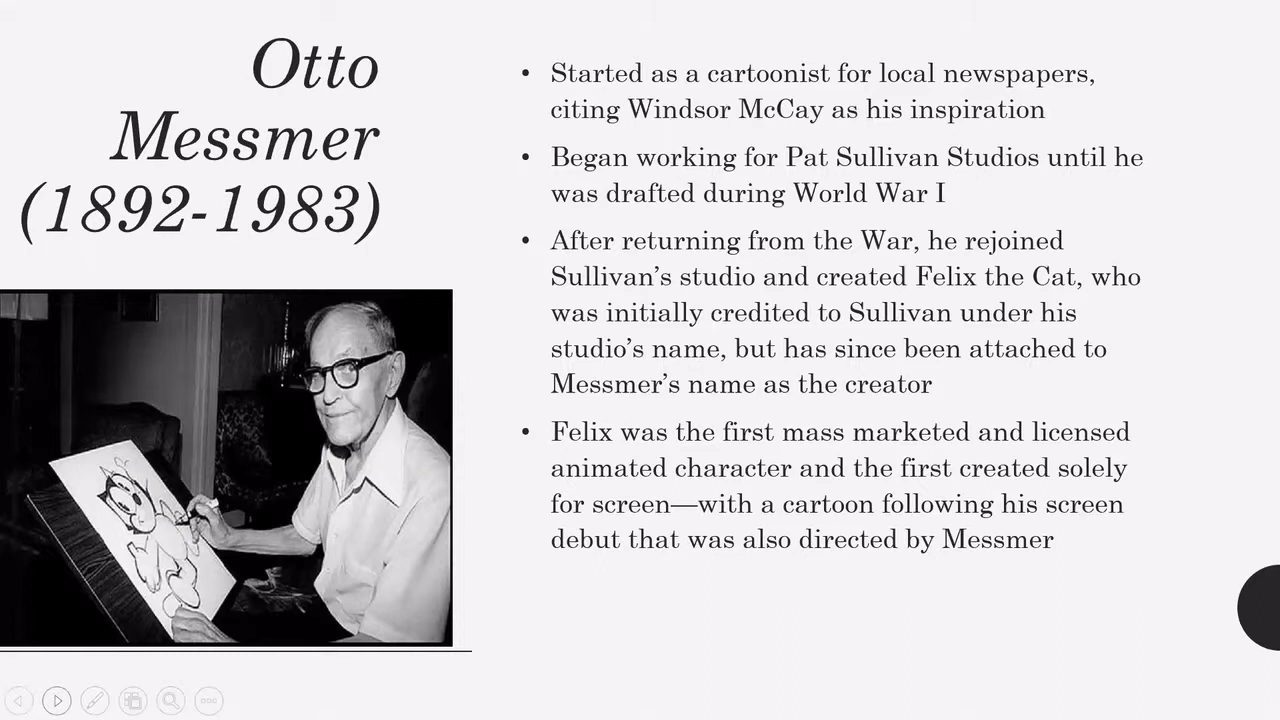 Otto
Messmer
(1892-1983)
• Started as a cartoonist for local newspapers,
citing Windsor McCay as his inspiration
• Began working for Pat Sullivan Studios until he
was drafted during World War I
• After returning from the War, he rejoined
Sullivan’s studio and created Felix the Cat, who
was initially credited to Sullivan under his
studio’s name, but has since been attached to
Messmer’s name as the creator
• Felix was the first mass marketed and licensed
animated character and the first created solely
for screen—with a cartoon following his screen
debut that was also directed by Messmer